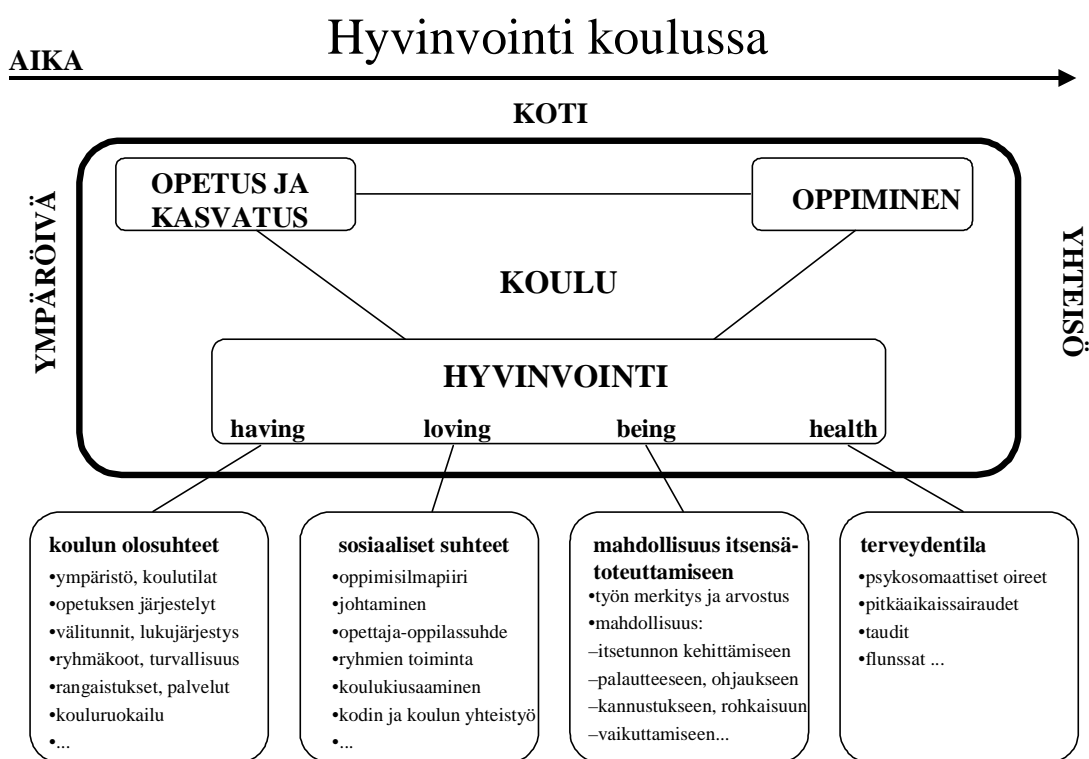 Hyvinvointi koulussa
AIKA
KOTI
YMPÄRÖIVÄ
YHTEISÖ
OPETUS JA
KASVATUS
OPPIMINEN
KOULU
HYVINVOINTI
having loving being health
koulun olosuhteet
•ympäristö, koulutilat
•opetuksen järjestelyt
•välitunnit, lukujärjestys
•ryhmäkoot, turvallisuus
•rangaistukset, palvelut
•kouluruokailu
•...
sosiaaliset suhteet
•oppimisilmapiiri
•johtaminen
•opettaja-oppilassuhde
•ryhmien toiminta
•koulukiusaaminen
•kodin ja koulun yhteistyö
•...
mahdollisuus itsensä-
toteuttamiseen
•työn merkitys ja arvostus
•mahdollisuus:
–itsetunnon kehittämiseen
–palautteeseen, ohjaukseen
–kannustukseen, rohkaisuun
–vaikuttamiseen...
terveydentila
•psykosomaattiset oireet
•pitkäaikaissairaudet
•taudit
•flunssat ...